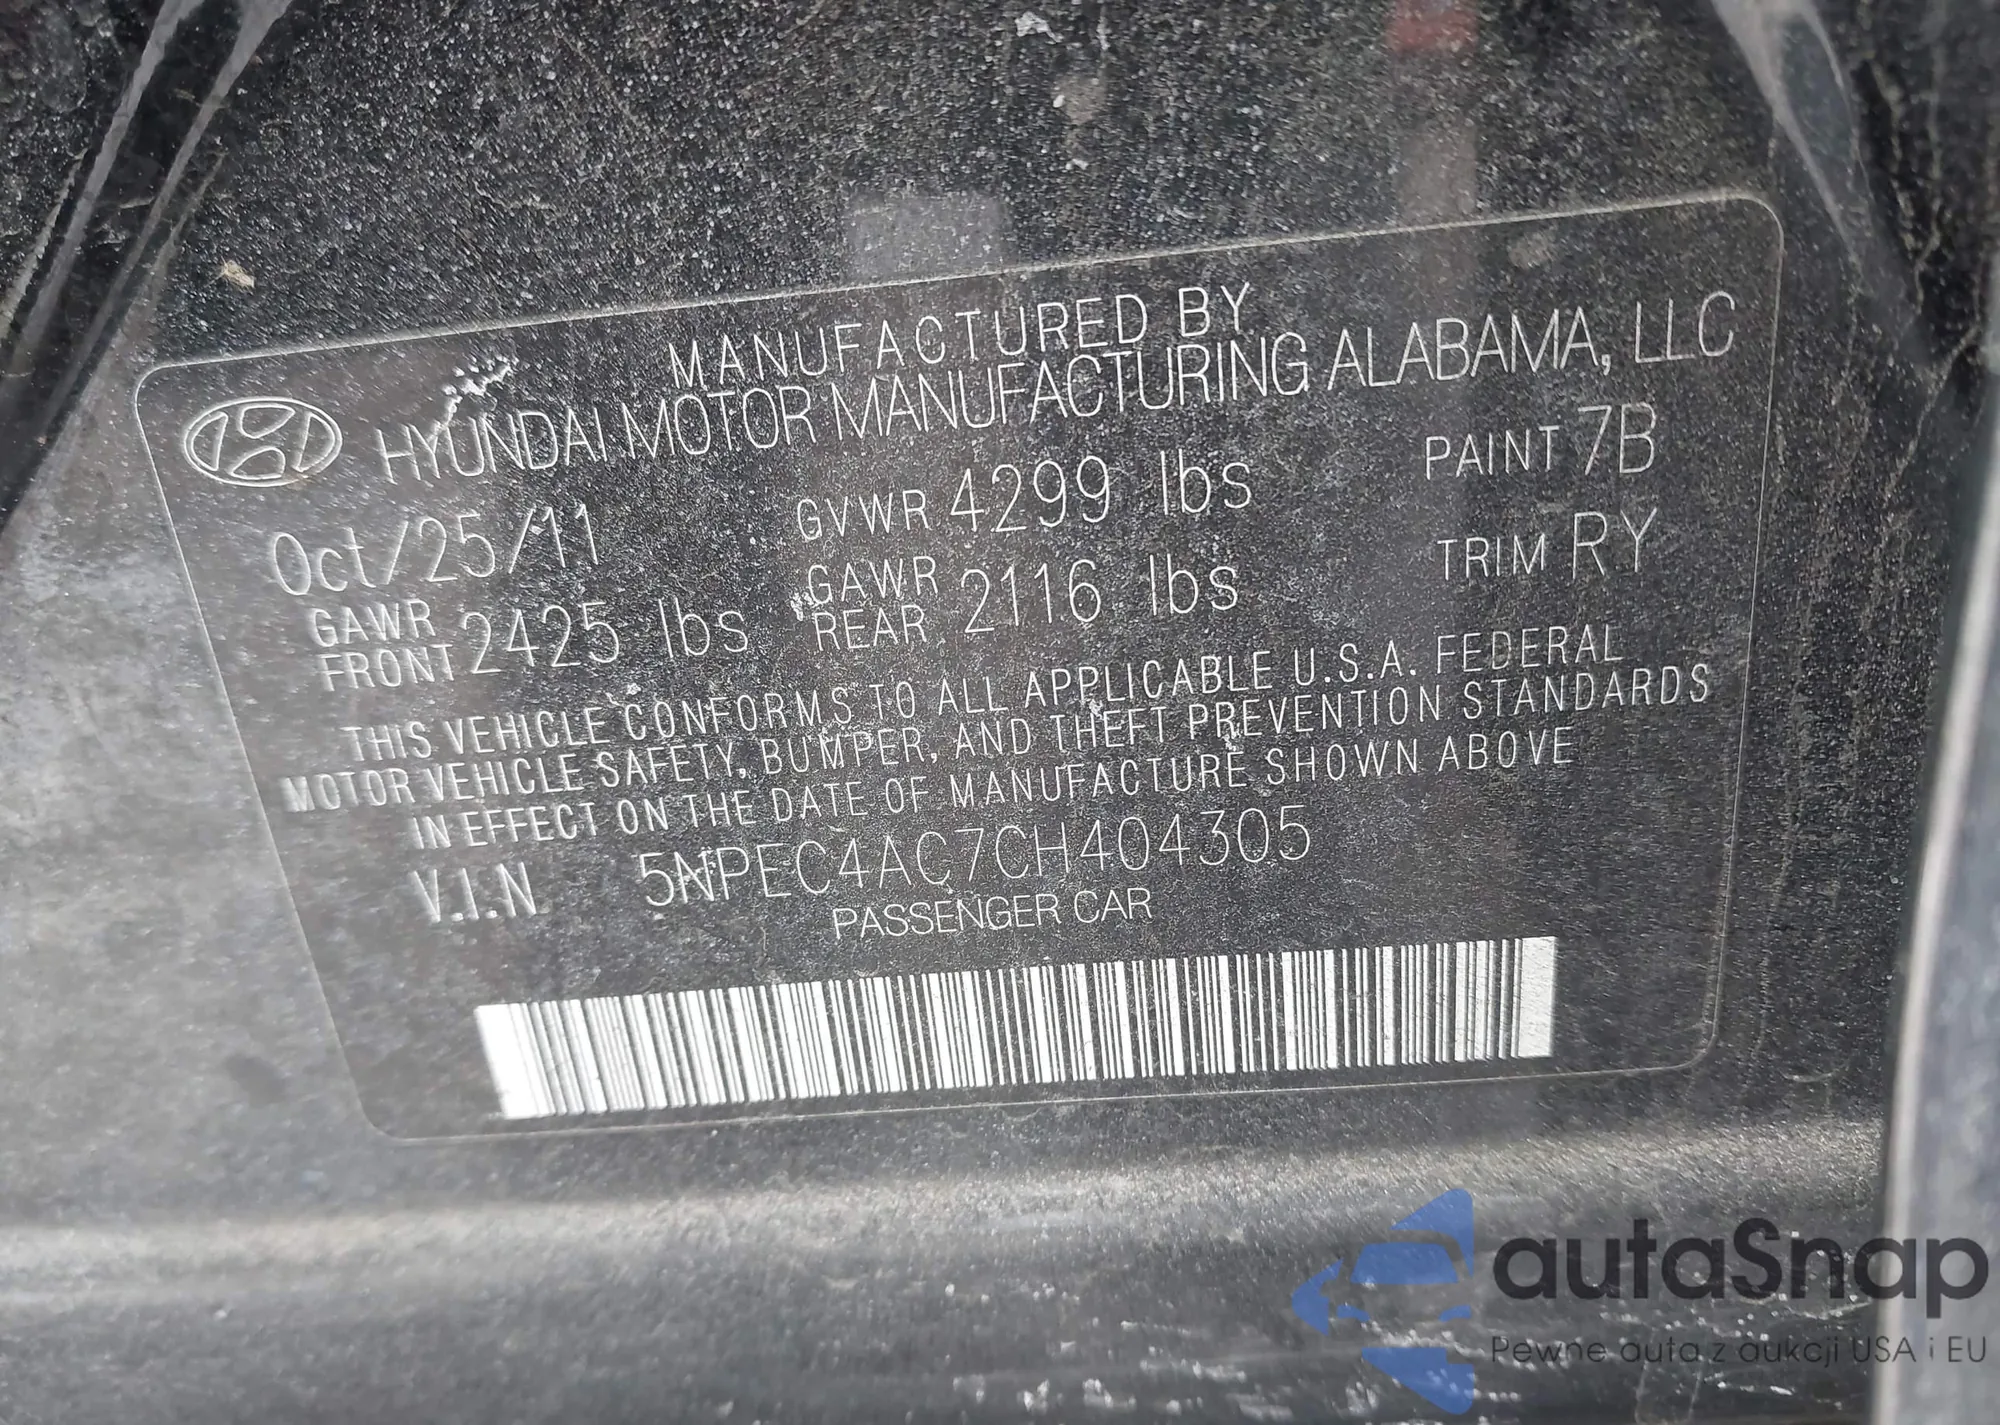 MANUFACTURED BY
HYUNDAI MOTOR MANUFACTURING ALABAMA, LLC
Oct/25/11 GVWR 4299 lbs PAINT 7B
GAWR FRONT 2425 lbs GAWR REAR 2116 lbs TRIM RY
THIS VEHICLE CONFORMS TO ALL APPLICABLE U.S.A. FEDERAL
MOTOR VEHICLE SAFETY, BUMPER, AND THEFT PREVENTION STANDARDS
IN EFFECT ON THE DATE OF MANUFACTURE SHOWN ABOVE
V.I.N 5NPEC4AC7CH404305
PASSENGER CAR
autaSnap
Pewne auta z aukcji USA i EU